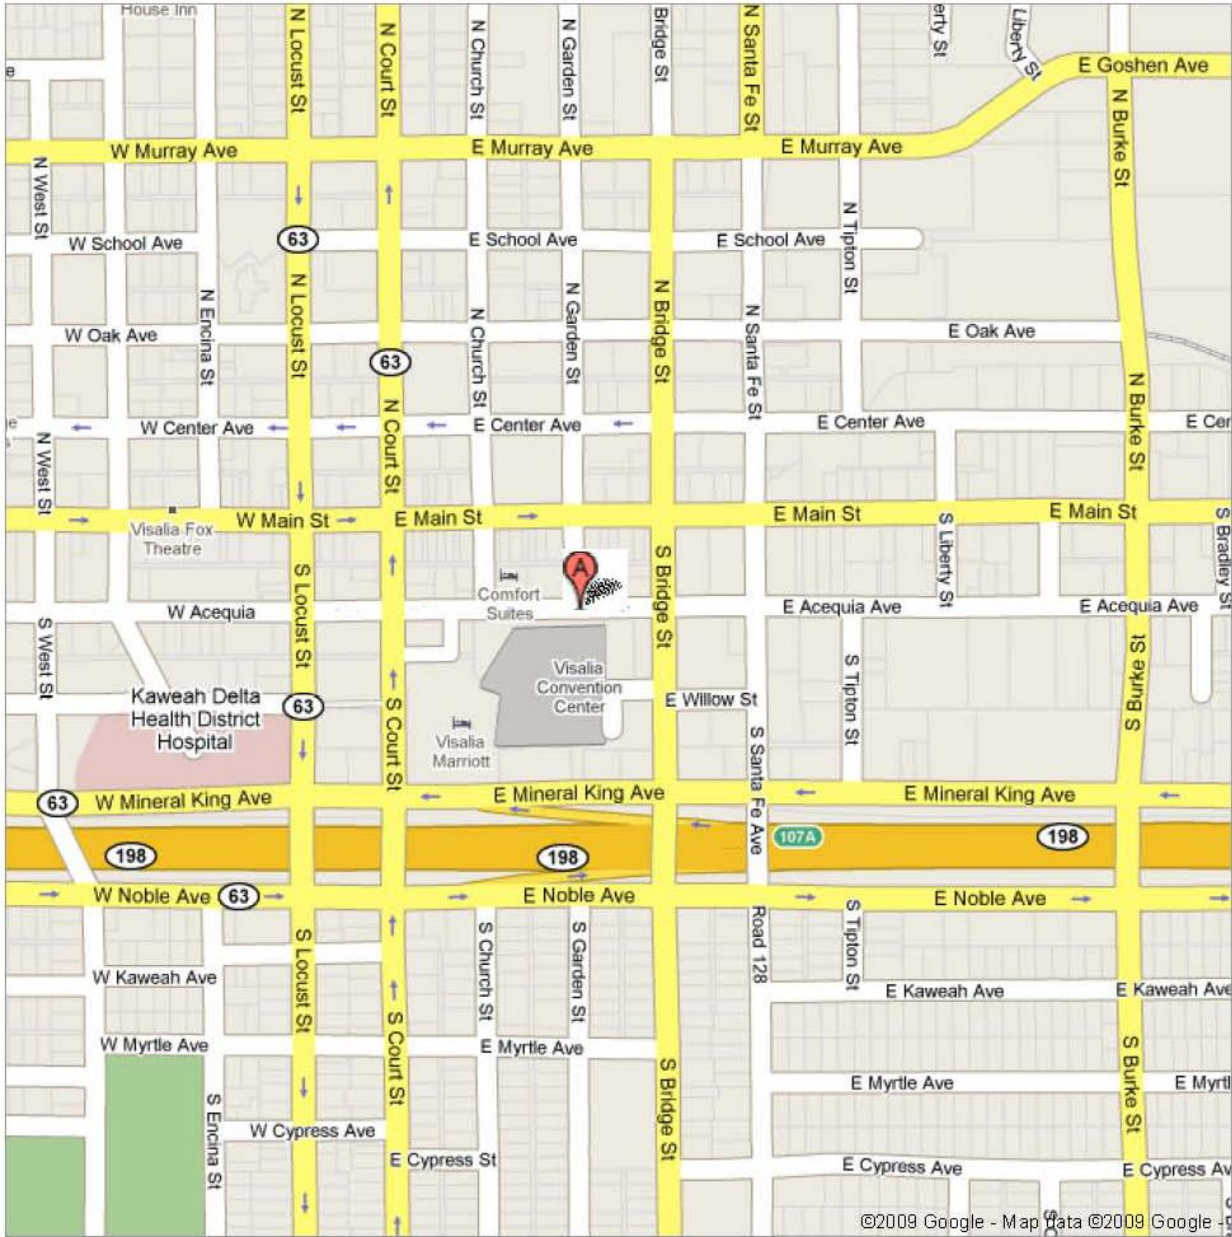 House Inn
N Locust St
N Court St
N Church St
N Garden St
Bridge St
N Santa Fe St
erty St
Liberty St
E Goshen Ave
N Burke St
W Murray Ave
E Murray Ave
E Murray Ave
N West St
W School Ave
63
E School Ave
E School Ave
N Tipton St
N Encina St
N Locust St
N Church St
N Garden St
N Bridge St
N Santa Fe St
W Oak Ave
E Oak Ave
63
N Burke St
N Court St
W Center Ave
E Center Ave
E Center Ave
E Cer
N West St
W Main St
E Main St
E Main St
E Main St
Visalia Fox
Theatre
S Liberty St
S Bradley St
S Locust St
S Bridge St
A
Comfort
Suites
W Acequia
E Acequia Ave
E Acequia Ave
S West St
S Tipton St
S Burke St
Visalia
Convention
Center
Kaweah Delta
Health District
Hospital
63
E Willow St
S Court St
Visalia
Marriott
S Santa Fe Ave
63
W Mineral King Ave
E Mineral King Ave
E Mineral King Ave
107A
198
198
198
W Noble Ave
63
E Noble Ave
E Noble Ave
S Locust St
S Church St
S Garden St
Road 128
S Tipton St
W Kaweah Ave
E Kaweah Ave
E Kaweah Ave
S Court St
W Myrtle Ave
E Myrtle Ave
S Bridge St
S Burke St
E Myrtle Ave
E Myrtl
S Encina St
W Cypress Ave
E Cypress St
E Cypress Ave
E Cypress Av
©2009 Google - Map data ©2009 Google -